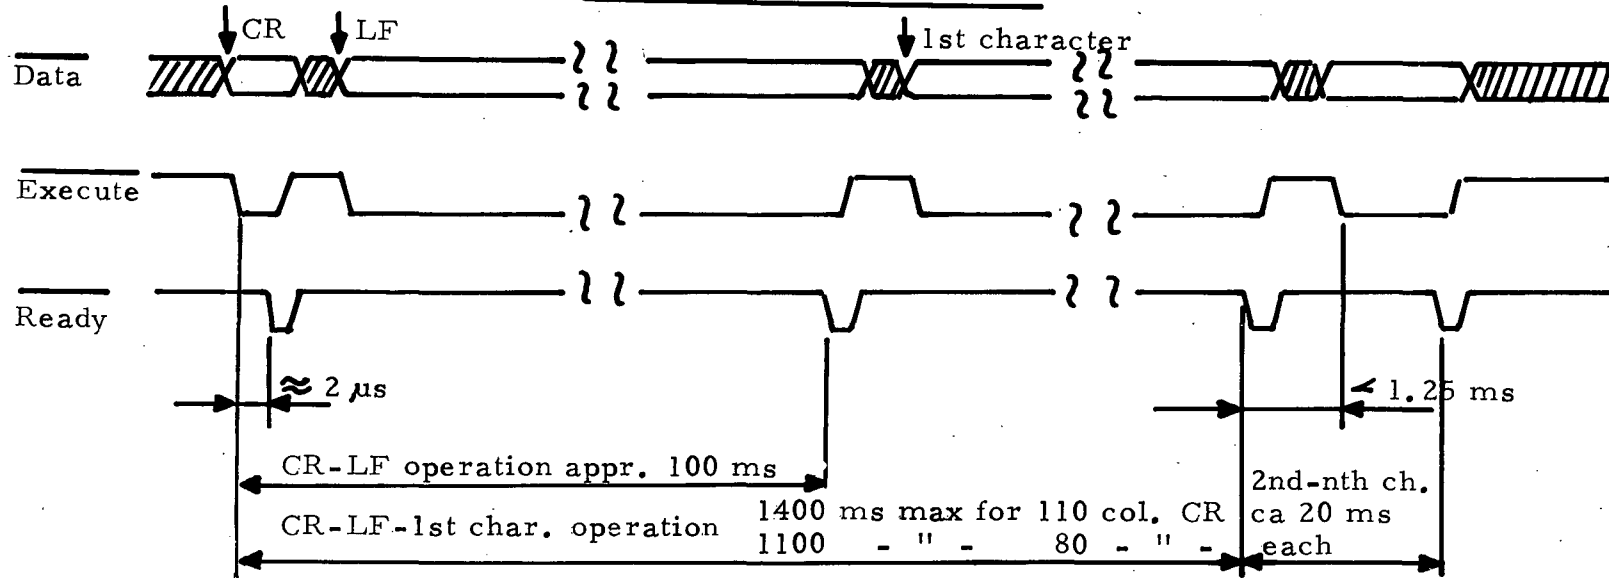 CR LF 1st character
Data
Execute
Ready
≈ 2 µs
< 1.25 ms
CR-LF operation appr. 100 ms
2nd-nth ch.
CR-LF-1st char. operation 1400 ms max for 110 col. CR ca 20 ms
1100 - " - 80 - " - each